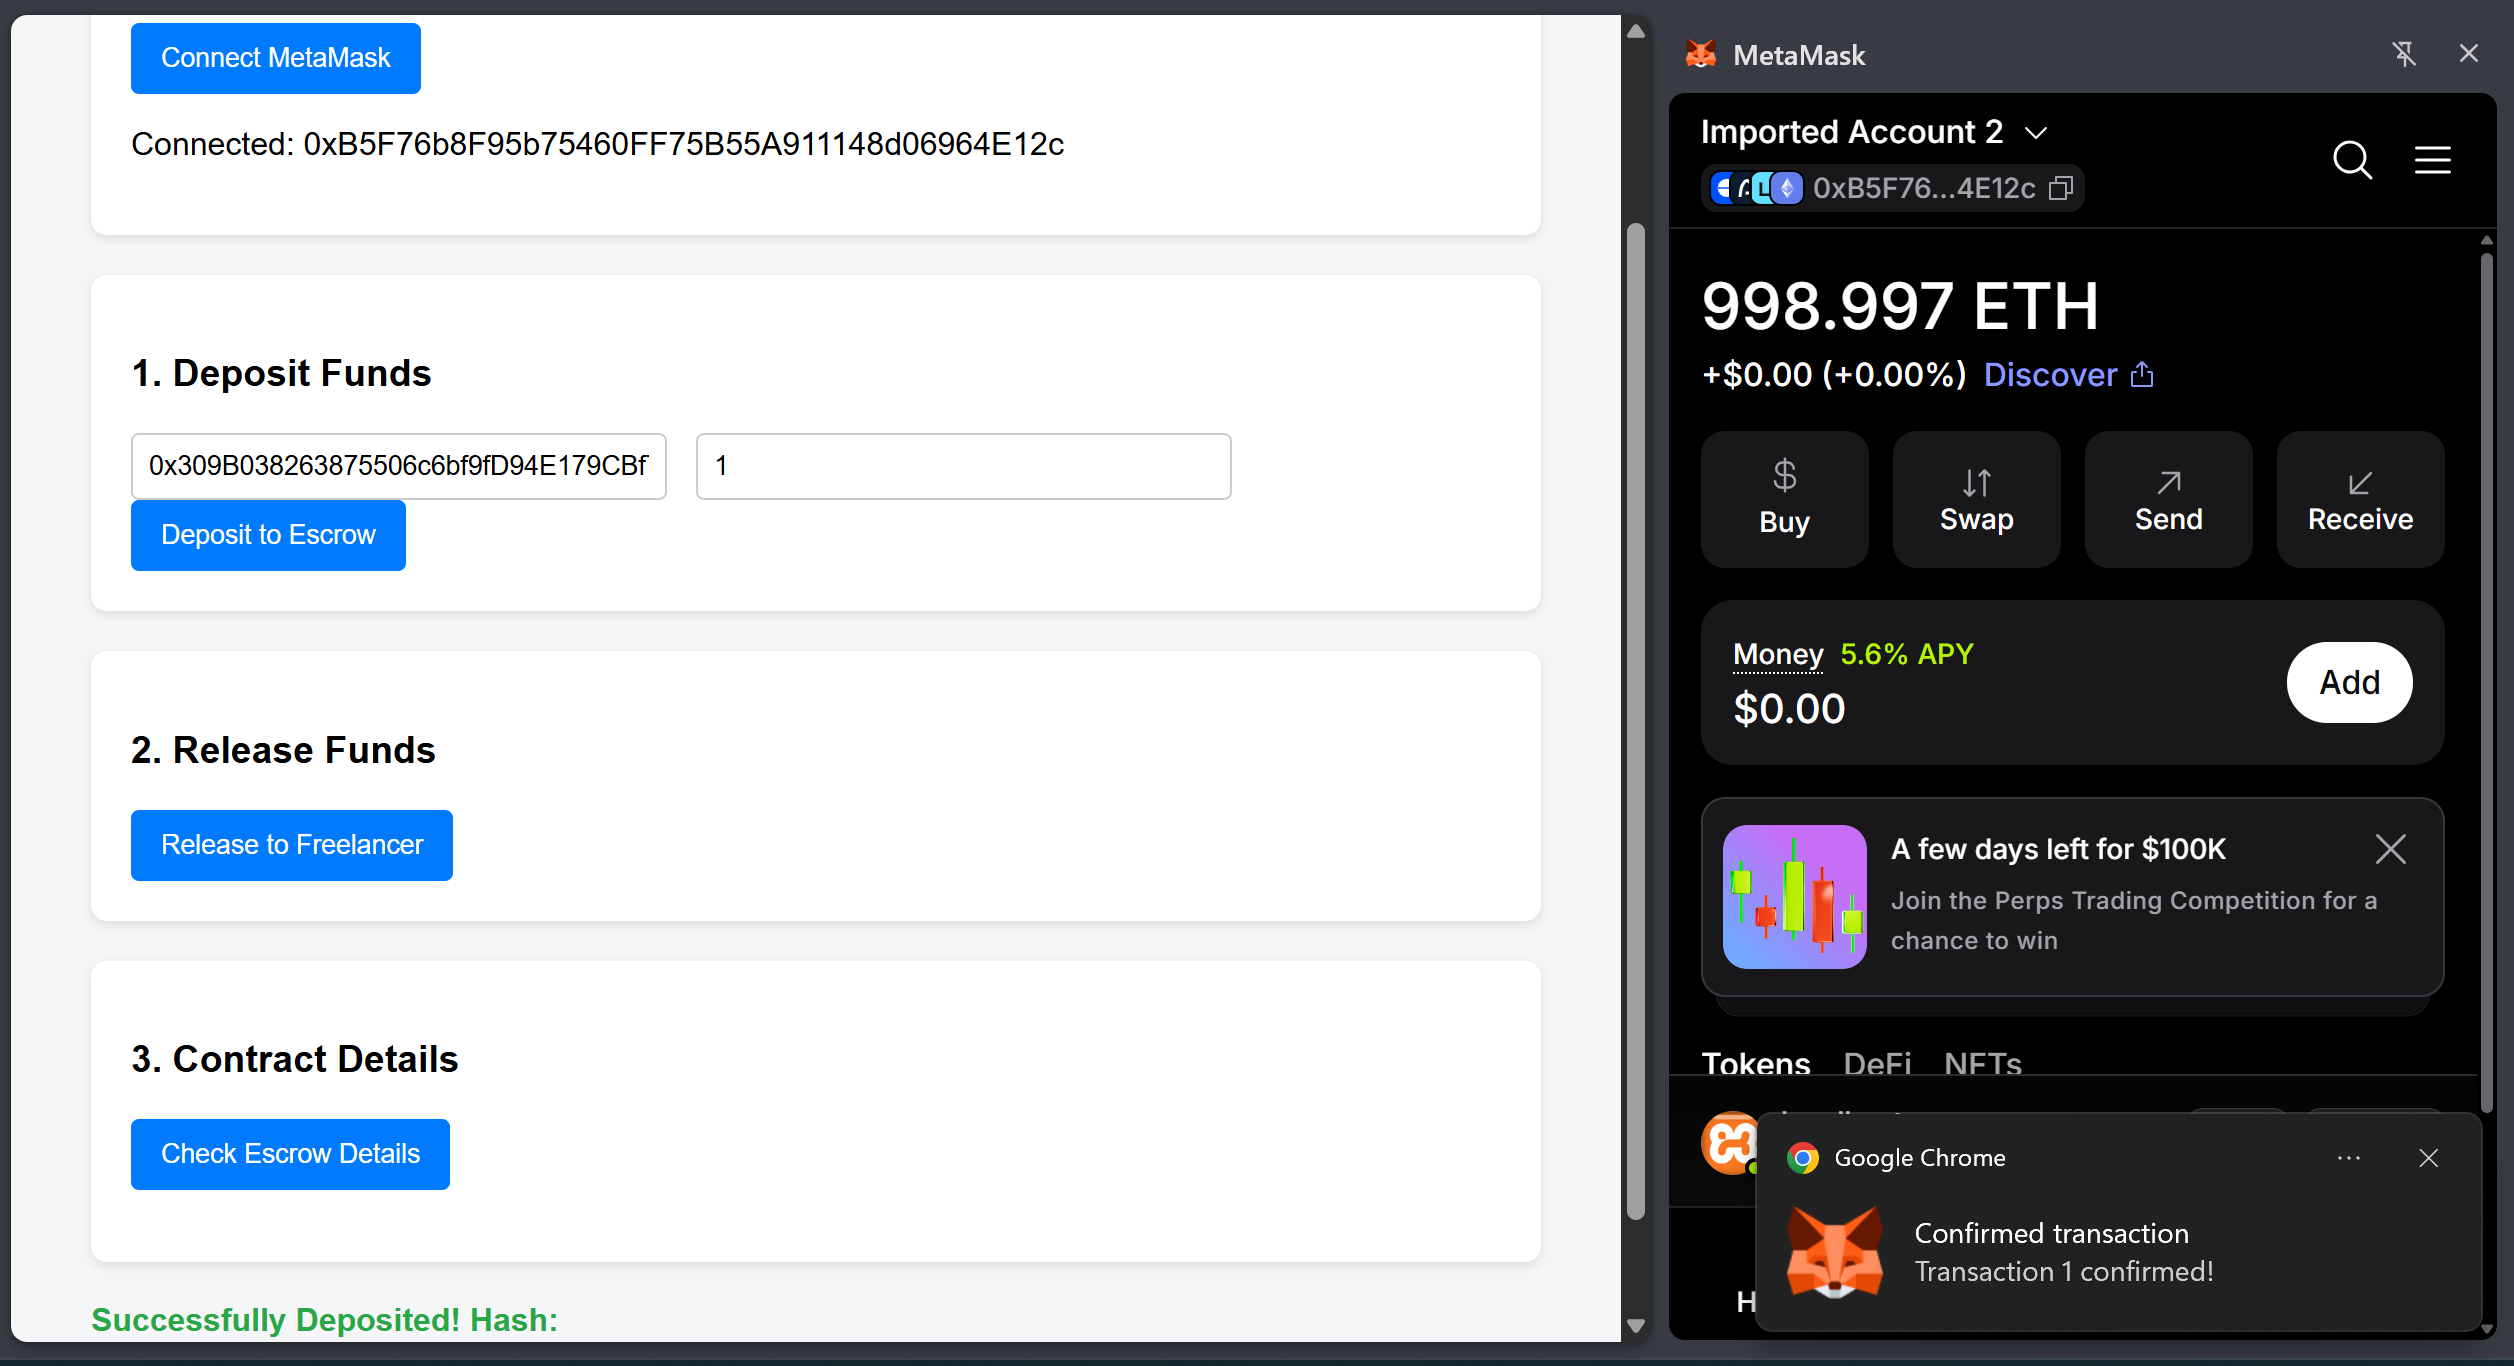 Connect MetaMask
Connected: 0xB5F76b8F95b75460FF75B55A911148d06964E12c
1. Deposit Funds
0x309B038263875506c6bf9fD94E179CBf
1
Deposit to Escrow
2. Release Funds
Release to Freelancer
3. Contract Details
Check Escrow Details
Successfully Deposited! Hash:
MetaMask
Imported Account 2
0xB5F76...4E12c
998.997 ETH
+$0.00 (+0.00%) Discover
Buy
Swap
Send
Receive
Money 5.6% APY
$0.00
Add
A few days left for $100K
Join the Perps Trading Competition for a
chance to win
Tokens DeFi NFTs
Google Chrome
Confirmed transaction
Transaction 1 confirmed!
H